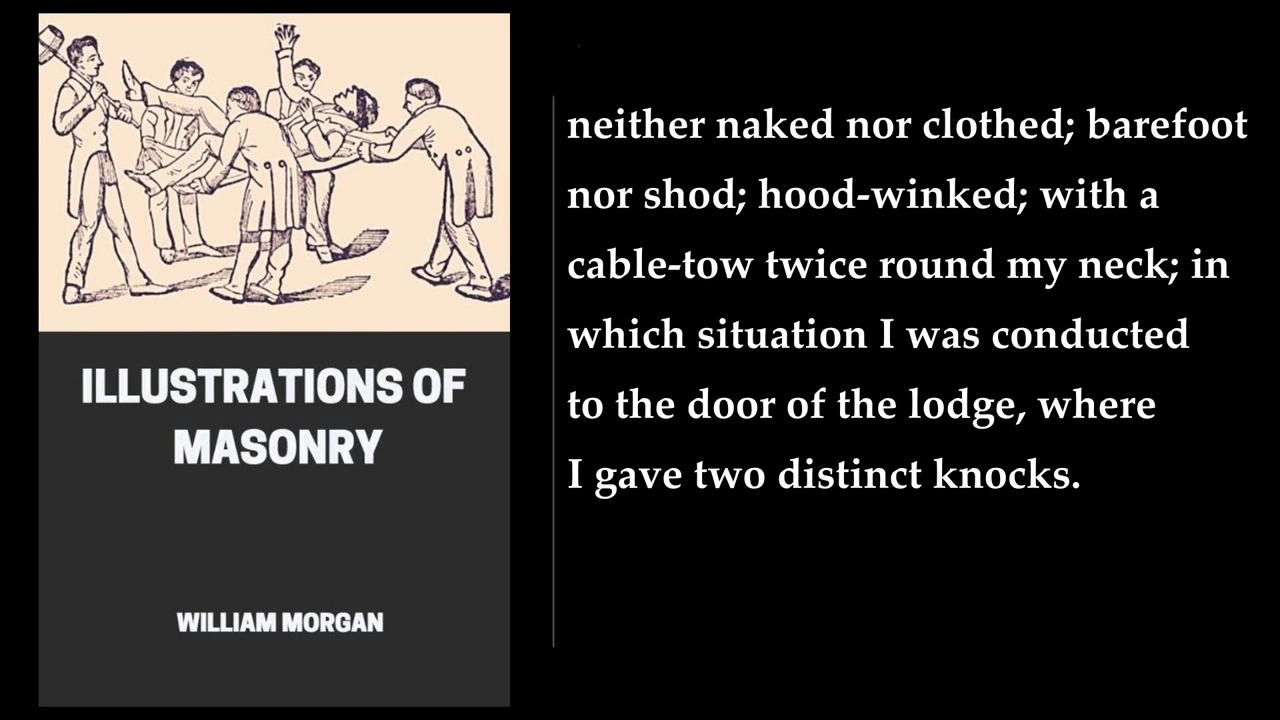 ILLUSTRATIONS OF
MASONRY
WILLIAM MORGAN
neither naked nor clothed; barefoot
nor shod; hood-winked; with a
cable-tow twice round my neck; in
which situation I was conducted
to the door of the lodge, where
I gave two distinct knocks.